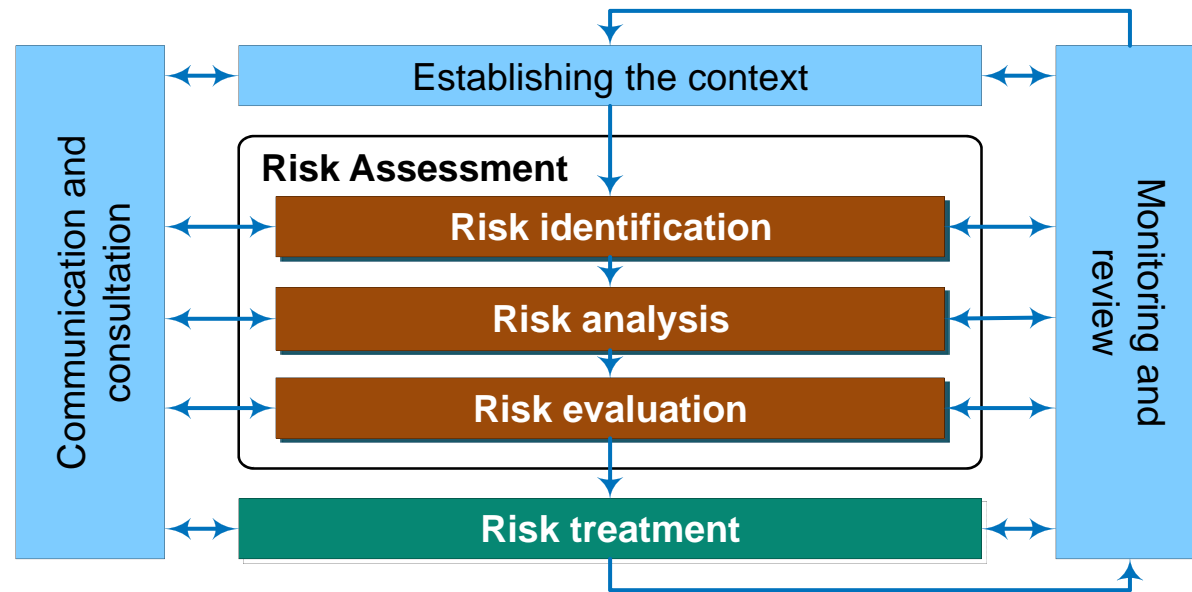 Establishing the context
Communication and
consultation
Risk Assessment
Risk identification
Risk analysis
Risk evaluation
Risk treatment
Monitoring and
review